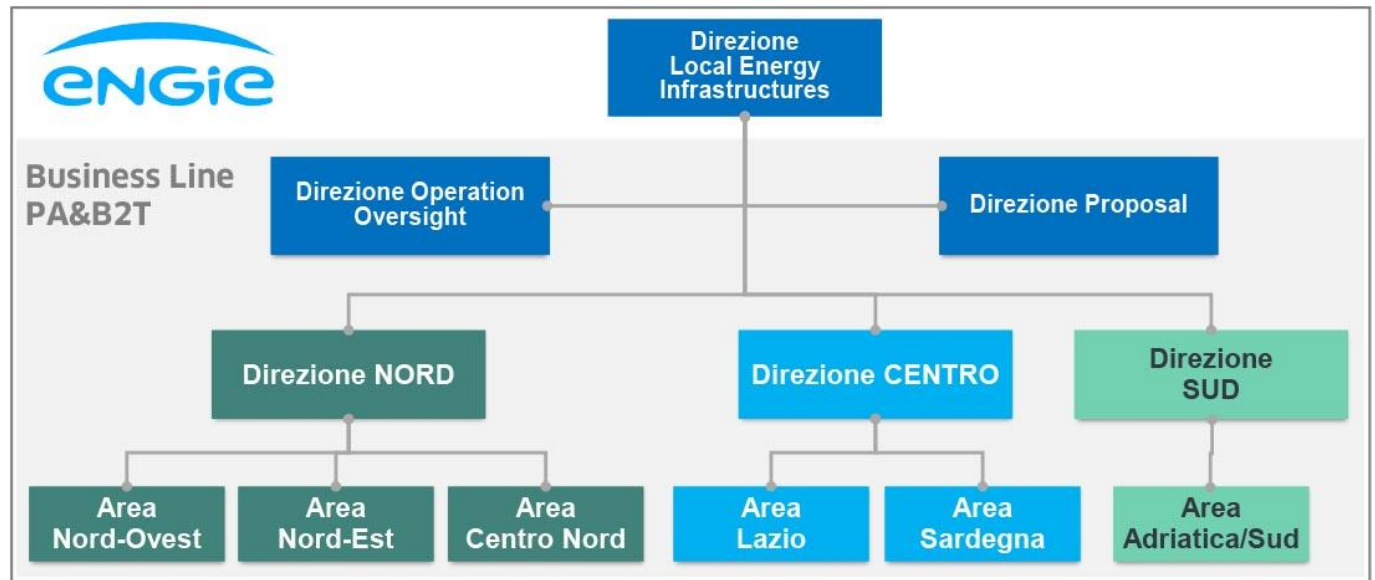 ENGIE
Direzione
Local Energy
Infrastructures
Business Line
PA&B2T
Direzione Operation
Oversight
Direzione Proposal
Direzione NORD
Direzione CENTRO
Direzione
SUD
Area
Nord-Ovest
Area
Nord-Est
Area
Centro Nord
Area
Lazio
Area
Sardegna
Area
Adriatica/Sud